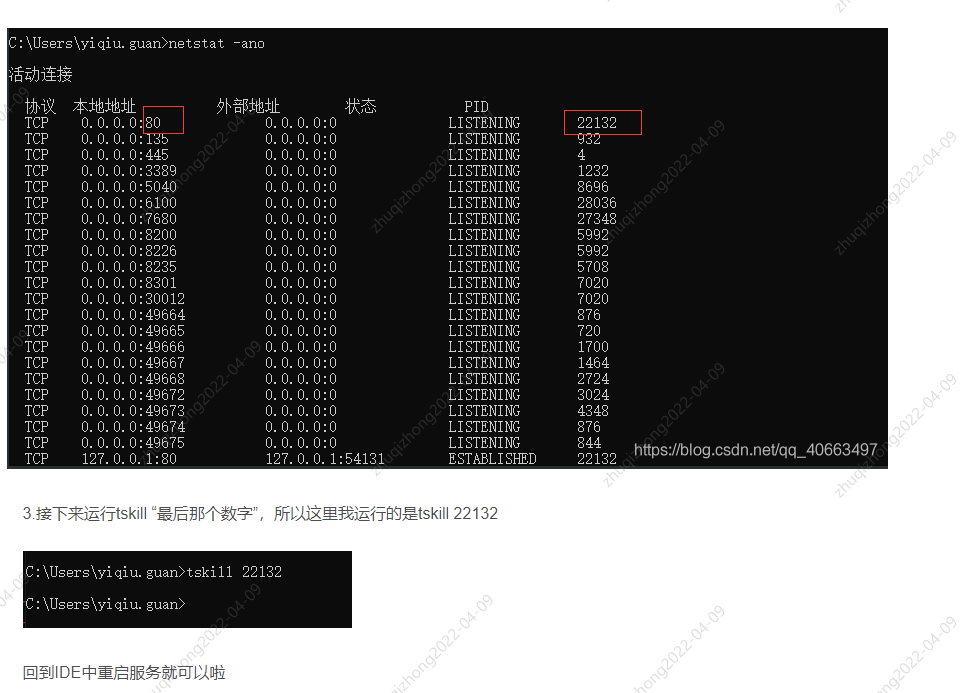 C:\Users\yiqiu.guan>netstat -ano
活动连接
协议 本地地址 外部地址 状态 PID
TCP 0.0.0.0:80 0.0.0.0:0 LISTENING 22132
TCP 0.0.0.0:135 0.0.0.0:0 LISTENING 932
TCP 0.0.0.0:445 0.0.0.0:0 LISTENING 4
TCP 0.0.0.0:3389 0.0.0.0:0 LISTENING 1232
TCP 0.0.0.0:5040 0.0.0.0:0 LISTENING 8696
TCP 0.0.0.0:6100 0.0.0.0:0 LISTENING 28036
TCP 0.0.0.0:7680 0.0.0.0:0 LISTENING 27348
TCP 0.0.0.0:8200 0.0.0.0:0 LISTENING 5992
TCP 0.0.0.0:8226 0.0.0.0:0 LISTENING 5992
TCP 0.0.0.0:8235 0.0.0.0:0 LISTENING 5708
TCP 0.0.0.0:8301 0.0.0.0:0 LISTENING 7020
TCP 0.0.0.0:30012 0.0.0.0:0 LISTENING 7020
TCP 0.0.0.0:49664 0.0.0.0:0 LISTENING 876
TCP 0.0.0.0:49665 0.0.0.0:0 LISTENING 720
TCP 0.0.0.0:49666 0.0.0.0:0 LISTENING 1700
TCP 0.0.0.0:49667 0.0.0.0:0 LISTENING 1464
TCP 0.0.0.0:49668 0.0.0.0:0 LISTENING 2724
TCP 0.0.0.0:49672 0.0.0.0:0 LISTENING 3024
TCP 0.0.0.0:49673 0.0.0.0:0 LISTENING 4348
TCP 0.0.0.0:49674 0.0.0.0:0 LISTENING 876
TCP 0.0.0.0:49675 0.0.0.0:0 LISTENING 844
TCP 127.0.0.1:80 127.0.0.1:54131 ESTABLISHED 22132
https://blog.csdn.net/qq_40663497
zhuqizhong2022-04-09
3.接下来运行tskill “最后那个数字”，所以这里我运行的是tskill 22132
C:\Users\yiqiu.guan>tskill 22132
C:\Users\yiqiu.guan>
回到IDE中重启服务就可以啦